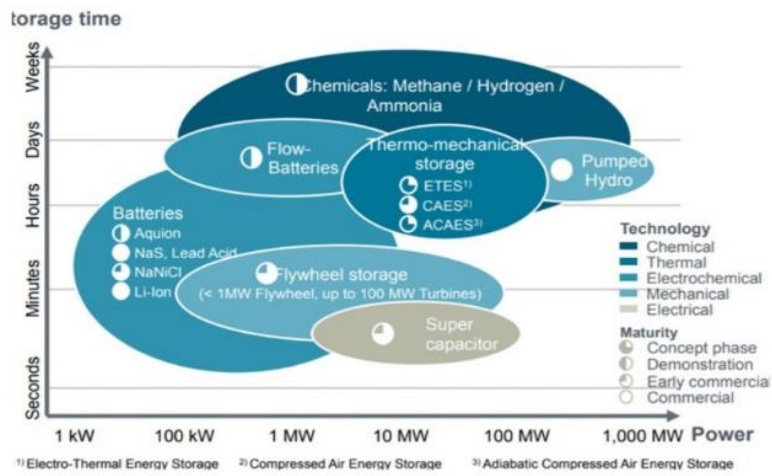 torage time
Weeks
Days
Hours
Minutes
Seconds
Chemicals: Methane / Hydrogen /
Ammonia
Flow-
Batteries
Thermo-mechanical
storage
ETES1)
CAES2)
ACAES3)
Pumped
Hydro
Batteries
Aquion
NaS, Lead Acid
NaNiCl
Li-Ion
Flywheel storage
(< 1MW Flywheel, up to 100 MW Turbines)
Super
capacitor
Technology
Chemical
Thermal
Electrochemical
Mechanical
Electrical
Maturity
Concept phase
Demonstration
Early commercial
Commercial
1 kW 100 kW 1 MW 10 MW 100 MW 1,000 MW Power
1) Electro-Thermal Energy Storage 2) Compressed Air Energy Storage 3) Adiabatic Compressed Air Energy Storage